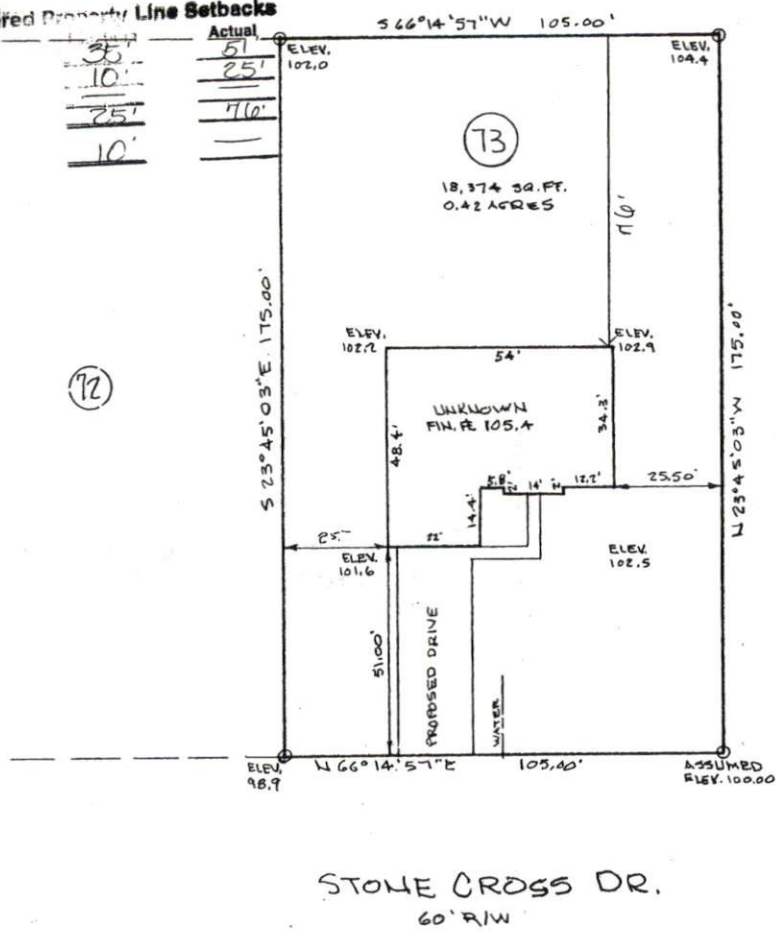 Property Line Setbacks
Actual
35' 51'
10' 25'
25' 76'
10'
S 66°14'57"W 105.00'
ELEV. 102.0
ELEV. 104.4
73
18,374 SQ.FT.
0.42 ACRES
76'
S 23°45'03"E 175.00'
N 23°45'03"W 175.00'
72
ELEV. 102.2
ELEV. 102.9
54'
UNKNOWN
FIN. FL 105.4
48.4'
34.3'
5.8' 2' 14' 2' 12.2'
25.50'
14.4'
22'
25'
ELEV. 101.6
ELEV. 102.5
51.00'
PROPOSED DRIVE
WATER
ELEV. 98.9
N 66°14'57"E 105.00'
ASSUMED
ELEV. 100.00
STONE CROSS DR.
60' R/W